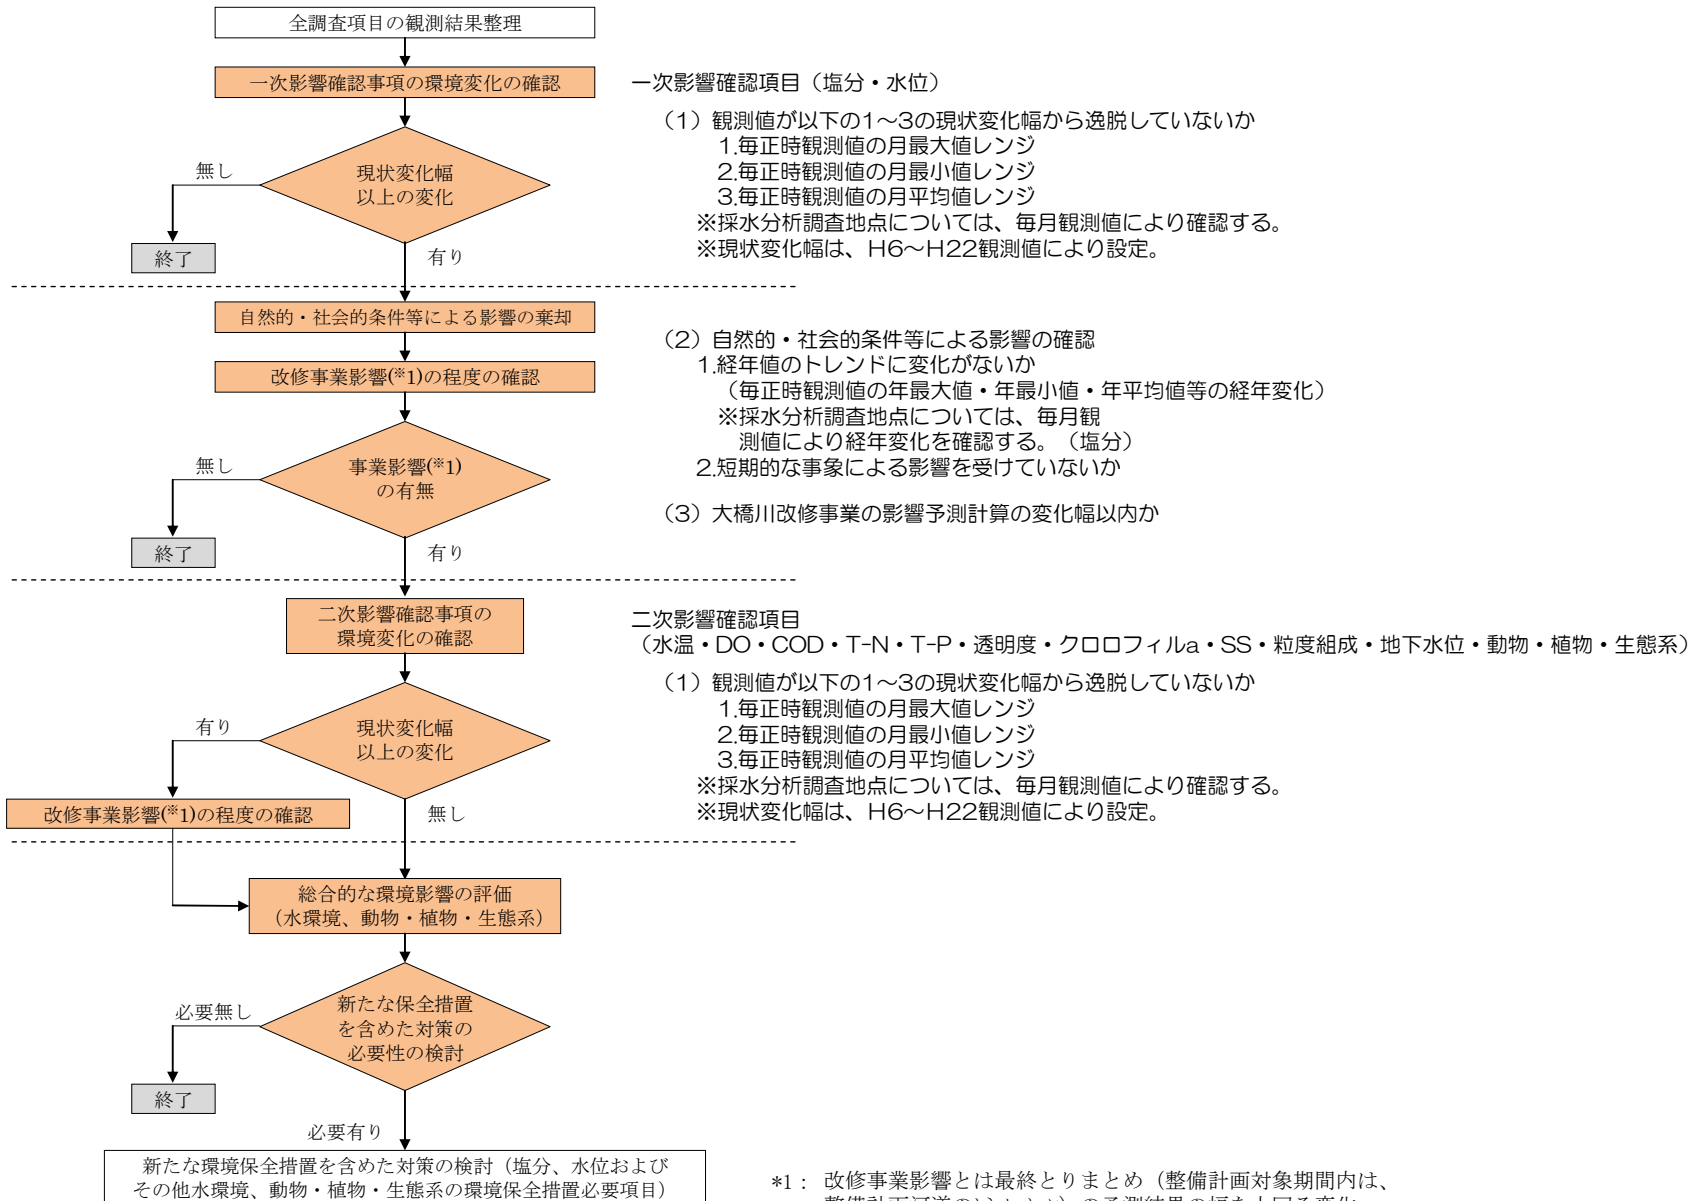 全調査項目の観測結果整理
一次影響確認事項の環境変化の確認
現状変化幅
以上の変化
無し
終了
有り
一次影響確認項目（塩分・水位）
（1）観測値が以下の1～3の現状変化幅から逸脱していないか
1.毎正時観測値の月最大値レンジ
2.毎正時観測値の月最小値レンジ
3.毎正時観測値の月平均値レンジ
※採水分析調査地点については、毎月観測値により確認する。
※現状変化幅は、H6～H22観測値により設定。
自然的・社会的条件等による影響の棄却
改修事業影響(※1)の程度の確認
事業影響(※1)
の有無
無し
終了
有り
（2）自然的・社会的条件等による影響の確認
1.経年値のトレンドに変化がないか
（毎正時観測値の年最大値・年最小値・年平均値等の経年変化）
※採水分析調査地点については、毎月観
測値により経年変化を確認する。（塩分）
2.短期的な事象による影響を受けていないか
（3）大橋川改修事業の影響予測計算の変化幅以内か
二次影響確認事項の
環境変化の確認
現状変化幅
以上の変化
有り
改修事業影響(※1)の程度の確認
無し
二次影響確認項目
（水温・DO・COD・T-N・T-P・透明度・クロロフィルa・SS・粒度組成・地下水位・動物・植物・生態系）
（1）観測値が以下の1～3の現状変化幅から逸脱していないか
1.毎正時観測値の月最大値レンジ
2.毎正時観測値の月最小値レンジ
3.毎正時観測値の月平均値レンジ
※採水分析調査地点については、毎月観測値により確認する。
※現状変化幅は、H6～H22観測値により設定。
総合的な環境影響の評価
（水環境、動物・植物・生態系）
新たな保全措置
を含めた対策の
必要性の検討
必要無し
終了
必要有り
新たな環境保全措置を含めた対策の検討（塩分、水位および
その他水環境、動物・植物・生態系の環境保全措置必要項目）
*1： 改修事業影響とは最終とりまとめ（整備計画対象期間内は、